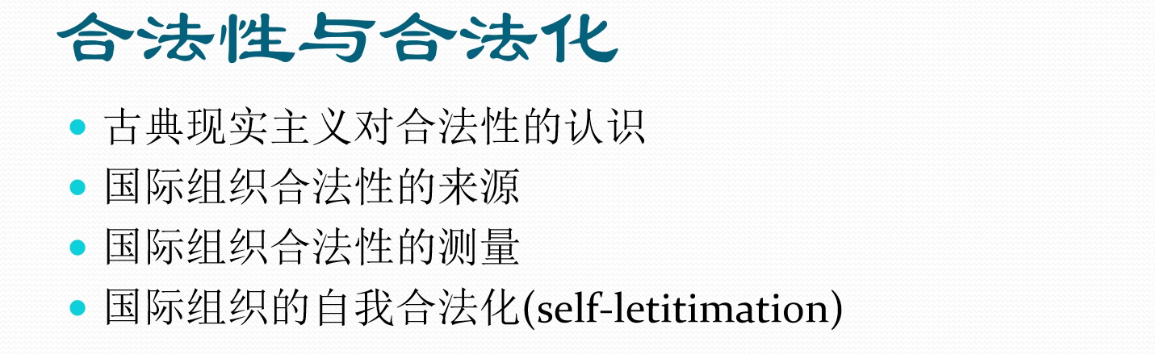 合法性与合法化
• 古典现实主义对合法性的认识
• 国际组织合法性的来源
• 国际组织合法性的测量
• 国际组织的自我合法化(self-letitimation)